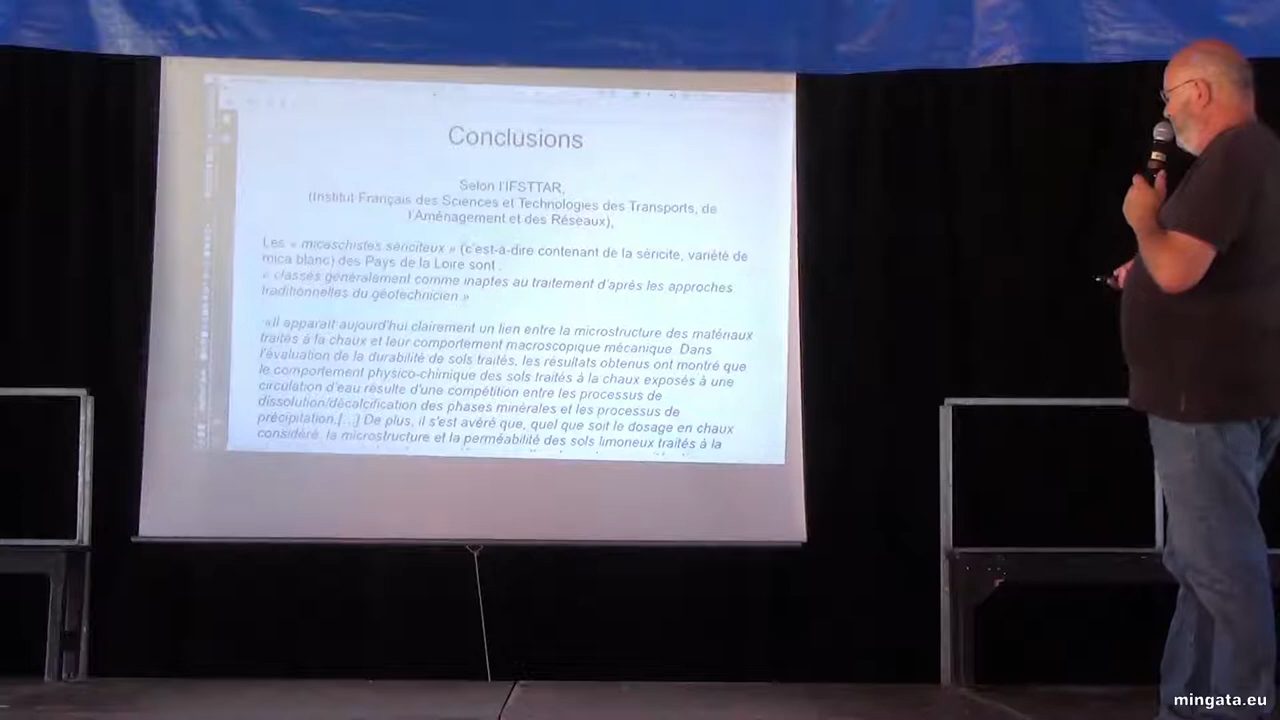 Conclusions
Selon l'IFSTTAR,
(Institut Français des Sciences et Technologies des Transports, de
l'Aménagement et des Réseaux),
Les « micaschistes sériciteux » (c'est-à-dire contenant de la séricite, variété de
mica blanc) des Pays de la Loire sont :
« classés généralement comme inaptes au traitement d'après les approches
traditionnelles du géotechnicien »
«Il apparait aujourd'hui clairement un lien entre la microstructure des matériaux
traités à la chaux et leur comportement macroscopique mécanique. Dans
l'évaluation de la durabilité de sols traités, les résultats obtenus ont montré que
le comportement physico-chimique des sols traités à la chaux exposés à une
circulation d'eau résulte d'une compétition entre les processus de
dissolution/décalcification des phases minérales et les processus de
précipitation.[...] De plus, il s'est avéré que, quel que soit le dosage en chaux
considéré, la microstructure et la perméabilité des sols limoneux traités à la
mingata.eu